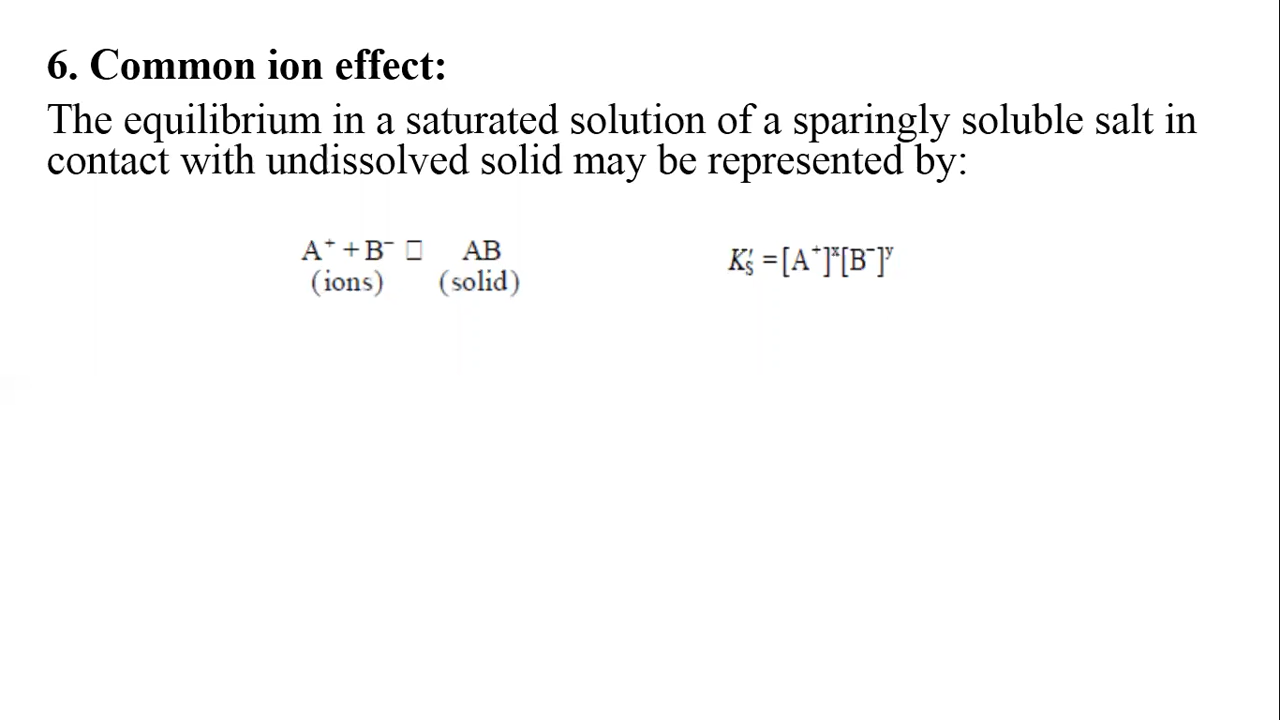 6. Common ion effect:
The equilibrium in a saturated solution of a sparingly soluble salt in
contact with undissolved solid may be represented by:
A⁺ + B⁻ □ AB
(ions) (solid)
K′ₛ = [A⁺]ˣ[B⁻]ʸ